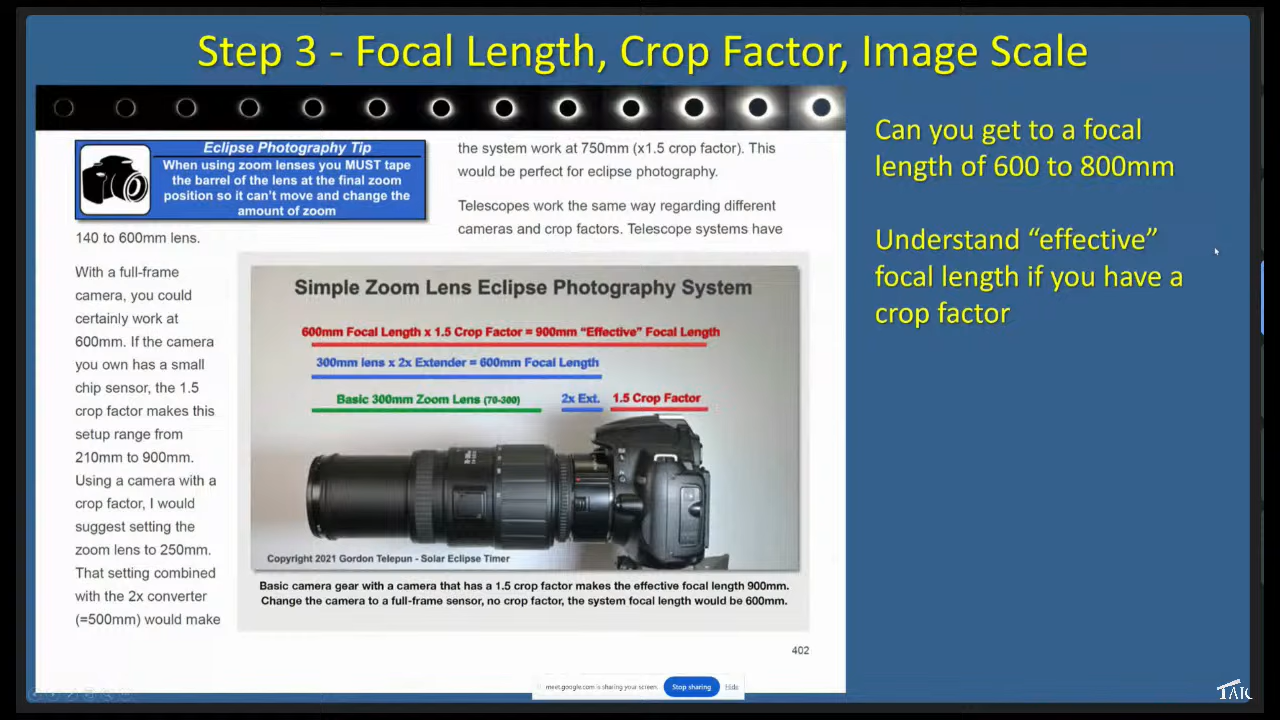 Step 3 - Focal Length, Crop Factor, Image Scale
Eclipse Photography Tip
When using zoom lenses you MUST tape
the barrel of the lens at the final zoom
position so it can't move and change the
amount of zoom
140 to 600mm lens.
With a full-frame
camera, you could
certainly work at
600mm. If the camera
you own has a small
chip sensor, the 1.5
crop factor makes this
setup range from
210mm to 900mm.
Using a camera with a
crop factor, I would
suggest setting the
zoom lens to 250mm.
That setting combined
with the 2x converter
(=500mm) would make
the system work at 750mm (x1.5 crop factor). This
would be perfect for eclipse photography.
Telescopes work the same way regarding different
cameras and crop factors. Telescope systems have
Simple Zoom Lens Eclipse Photography System
600mm Focal Length x 1.5 Crop Factor = 900mm "Effective" Focal Length
300mm lens x 2x Extender = 600mm Focal Length
Basic 300mm Zoom Lens (70-300) 2x Ext. 1.5 Crop Factor
Copyright 2021 Gordon Telepun - Solar Eclipse Timer
Basic camera gear with a camera that has a 1.5 crop factor makes the effective focal length 900mm.
Change the camera to a full-frame sensor, no crop factor, the system focal length would be 600mm.
402
Can you get to a focal
length of 600 to 800mm
Understand “effective”
focal length if you have a
crop factor
meet.google.com is sharing your screen. Stop sharing Hide